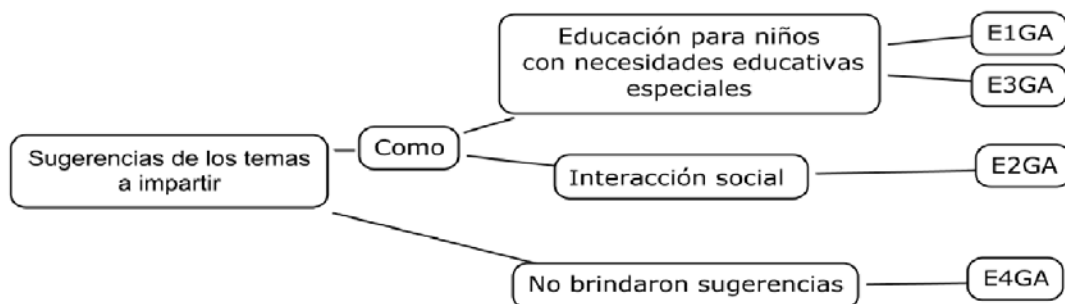 Educación para niños
con necesidades educativas
especiales
E1GA
E3GA
Sugerencias de los temas
a impartir
Como
Interacción social
E2GA
No brindaron sugerencias
E4GA